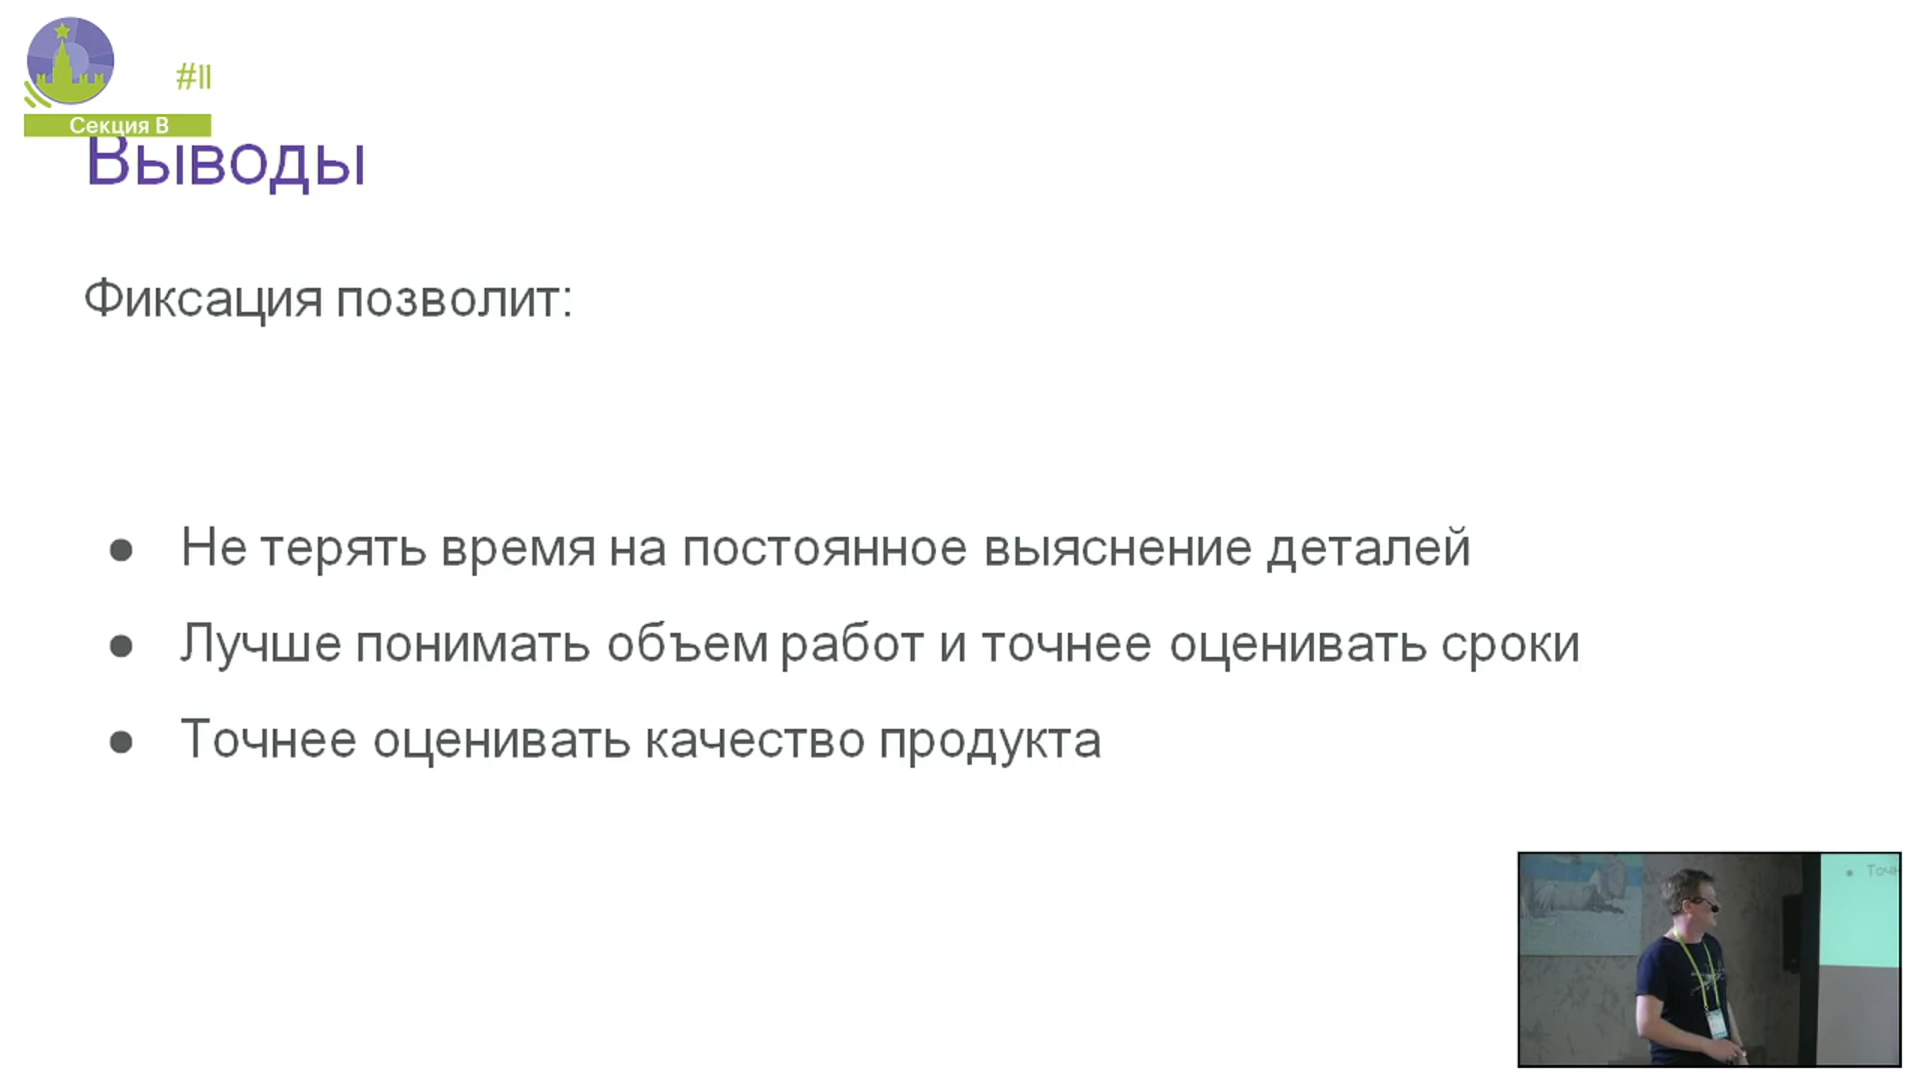 #11
Секция B
Выводы
Фиксация позволит:
● Не терять время на постоянное выяснение деталей
● Лучше понимать объем работ и точнее оценивать сроки
● Точнее оценивать качество продукта